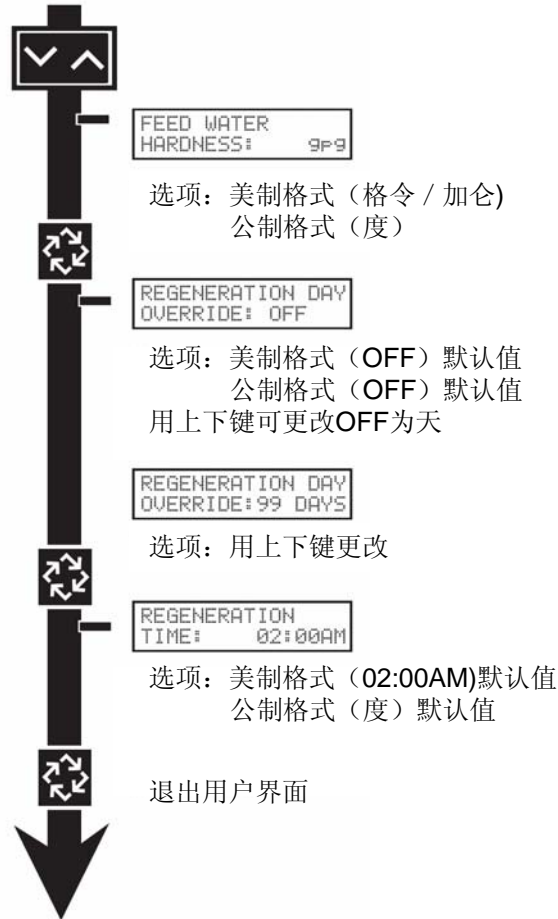 FEED WATER
HARDNESS: gpg
选项：美制格式（格令／加仑)
公制格式（度）
REGENERATION DAY
OVERRIDE: OFF
选项：美制格式（OFF）默认值
公制格式（OFF）默认值
用上下键可更改OFF为天
REGENERATION DAY
OVERRIDE:99 DAYS
选项：用上下键更改
REGENERATION
TIME: 02:00AM
选项：美制格式（02:00AM)默认值
公制格式（度）默认值
退出用户界面